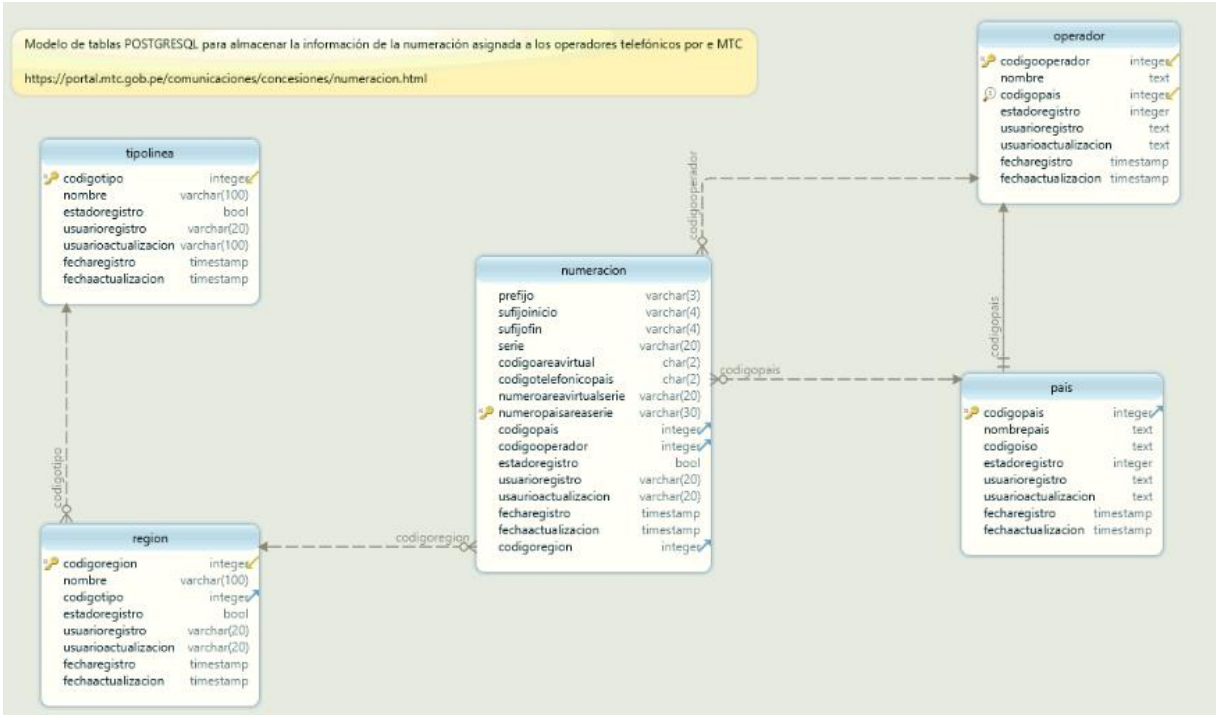 Modelo de tablas POSTGRESQL para almacenar la información de la numeración asignada a los operadores telefónicos por e MTC
https://portal.mtc.gob.pe/comunicaciones/concesiones/numeracion.html
operador
codigooperador integer
nombre text
codigopais integer
estadoregistro integer
usuarioregistro text
usuarioactualizacion text
fecharegistro timestamp
fechaactualizacion timestamp
tipolinea
codigotipo integer
nombre varchar(100)
estadoregistro bool
usuarioregistro varchar(20)
usuarioactualizacion varchar(100)
fecharegistro timestamp
fechaactualizacion timestamp
codigooperador
numeracion
prefijo varchar(3)
sufijoinicio varchar(4)
sufijofin varchar(4)
serie varchar(20)
codigoareavirtual char(2)
codigotelefonicopais char(2)
numeroareavirtualserie varchar(20)
numeropaisareaserie varchar(30)
codigopais integer
codigooperador integer
estadoregistro bool
usuarioregistro varchar(20)
usaurioactualizacion varchar(20)
fecharegistro timestamp
fechaactualizacion timestamp
codigoregion integer
codigopais
codigopais
pais
codigopais integer
nombrepais text
codigoiso text
estadoregistro integer
usuarioregistro text
usuarioactualizacion text
fecharegistro timestamp
fechaactualizacion timestamp
codigotipo
codigoregion
region
codigoregion integer
nombre varchar(100)
codigotipo integer
estadoregistro bool
usuarioregistro varchar(20)
usuarioactualizacion varchar(20)
fecharegistro timestamp
fechaactualizacion timestamp